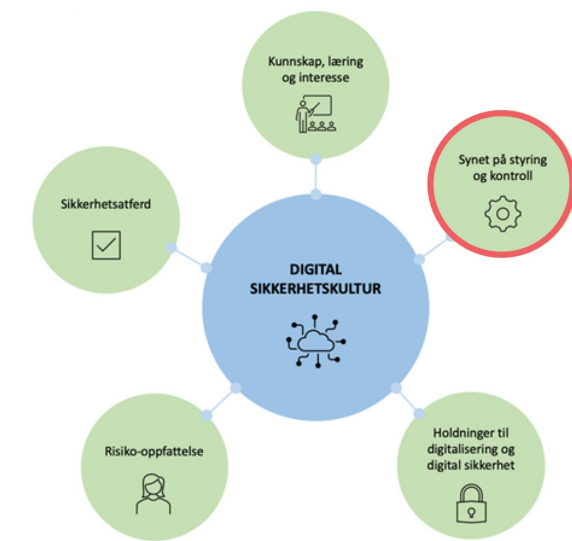 Kunnskap, læring
og interesse
Synet på styring
og kontroll
Sikkerhetsatferd
DIGITAL
SIKKERHETSKULTUR
Risiko-oppfattelse
Holdninger til
digitalisering og
digital sikkerhet